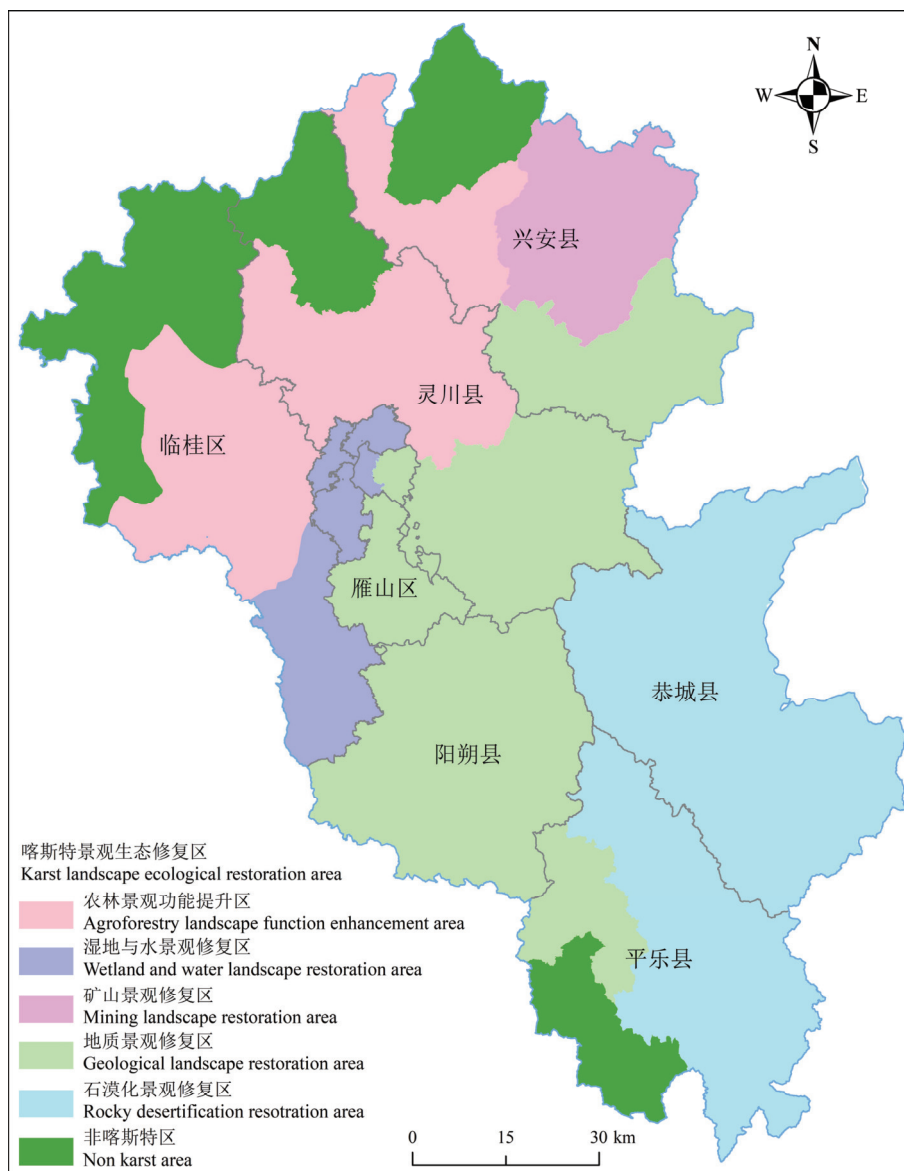 N
W
E
S
兴安县
灵川县
临桂区
雁山区
恭城县
阳朔县
平乐县
喀斯特景观生态修复区
Karst landscape ecological restoration area
农林景观功能提升区
Agroforestry landscape function enhancement area
湿地与水景观修复区
Wetland and water landscape restoration area
矿山景观修复区
Mining landscape restoration area
地质景观修复区
Geological landscape restoration area
石漠化景观修复区
Rocky desertification resotration area
非喀斯特区
Non karst area
0 15 30 km